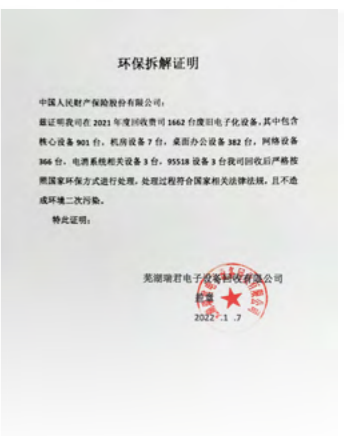 环保拆解证明
中国人民财产保险股份有限公司:
兹证明我司在 2021 年度回收贵司 1662 台废旧电子化设备,其中包含
核心设备 901 台,机房设备 7 台,桌面办公设备 382 台,网络设备
366 台,电消系统相关设备 3 台,95518 设备 3 台我司回收后严格按
照国家环保方式进行处理,处理过程符合国家相关法律法规,且不造
成环境二次污染。
特此证明:
芜湖瑞君电子设备回收有限公司
2022 .1 .7